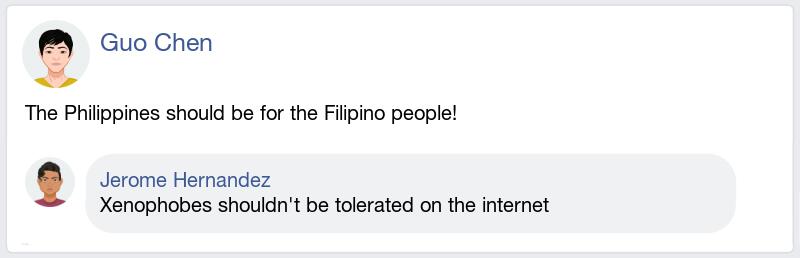 Guo Chen
The Philippines should be for the Filipino people!
Jerome Hernandez
Xenophobes shouldn't be tolerated on the internet